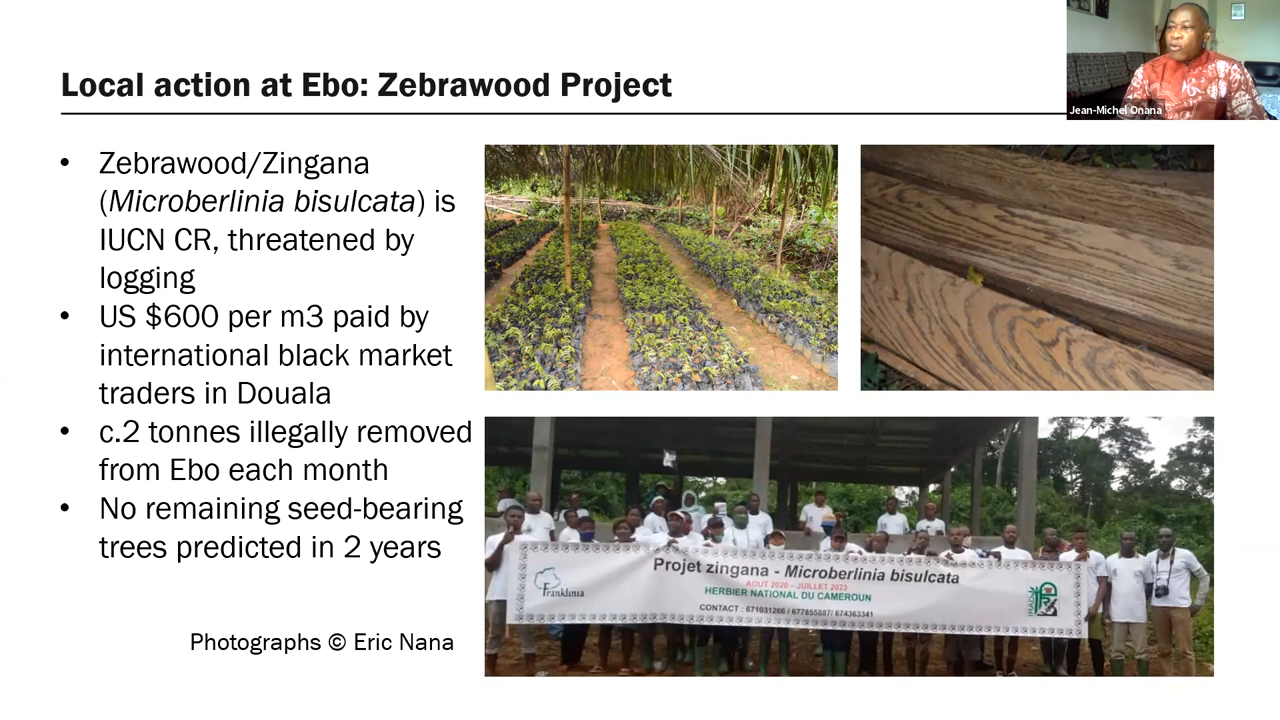 Local action at Ebo: Zebrawood Project
Jean-Michel Onana
• Zebrawood/Zingana
(Microberlinia bisulcata) is
IUCN CR, threatened by
logging
• US $600 per m3 paid by
international black market
traders in Douala
• c.2 tonnes illegally removed
from Ebo each month
• No remaining seed-bearing
trees predicted in 2 years
Photographs © Eric Nana
Projet zingana - Microberlinia bisulcata
AOUT 2020 – JUILLET 2023
HERBIER NATIONAL DU CAMEROUN
CONTACT : 671031266 / 677855887/ 674363341
Franklinia
IRAD